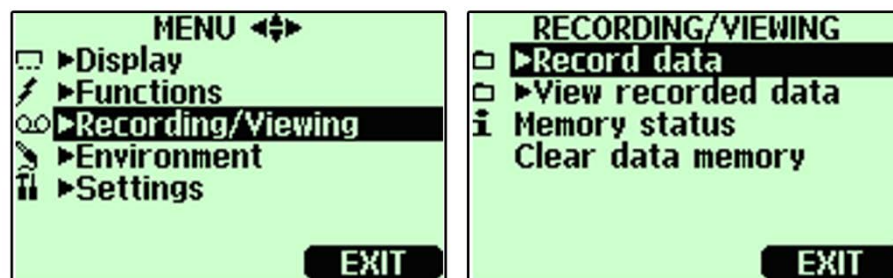 MENU
►Display
►Functions
►Recording/Viewing
►Environment
►Settings
EXIT
RECORDING/VIEWING
►Record data
►View recorded data
Memory status
Clear data memory
EXIT